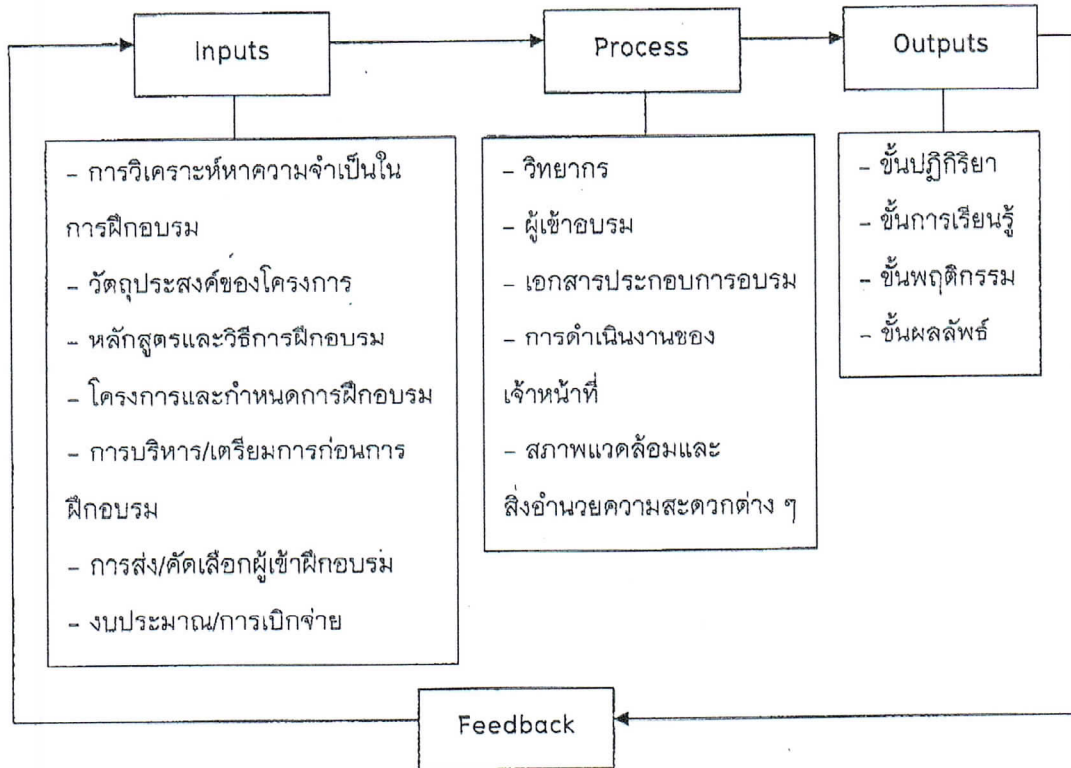 Inputs
Process
Outputs
– การวิเคราะห์หาความจำเป็นใน
การฝึกอบรม
– วัตถุประสงค์ของโครงการ
– หลักสูตรและวิธีการฝึกอบรม
– โครงการและกำหนดการฝึกอบรม
– การบริหาร/เตรียมการก่อนการ
ฝึกอบรม
– การส่ง/คัดเลือกผู้เข้าฝึกอบรม
– งบประมาณ/การเบิกจ่าย
– วิทยากร
– ผู้เข้าอบรม
– เอกสารประกอบการอบรม
– การดำเนินงานของ
เจ้าหน้าที่
– สภาพแวดล้อมและ
สิ่งอำนวยความสะดวกต่าง ๆ
– ขั้นปฏิกิริยา
– ขั้นการเรียนรู้
– ขั้นพฤติกรรม
– ขั้นผลลัพธ์
Feedback